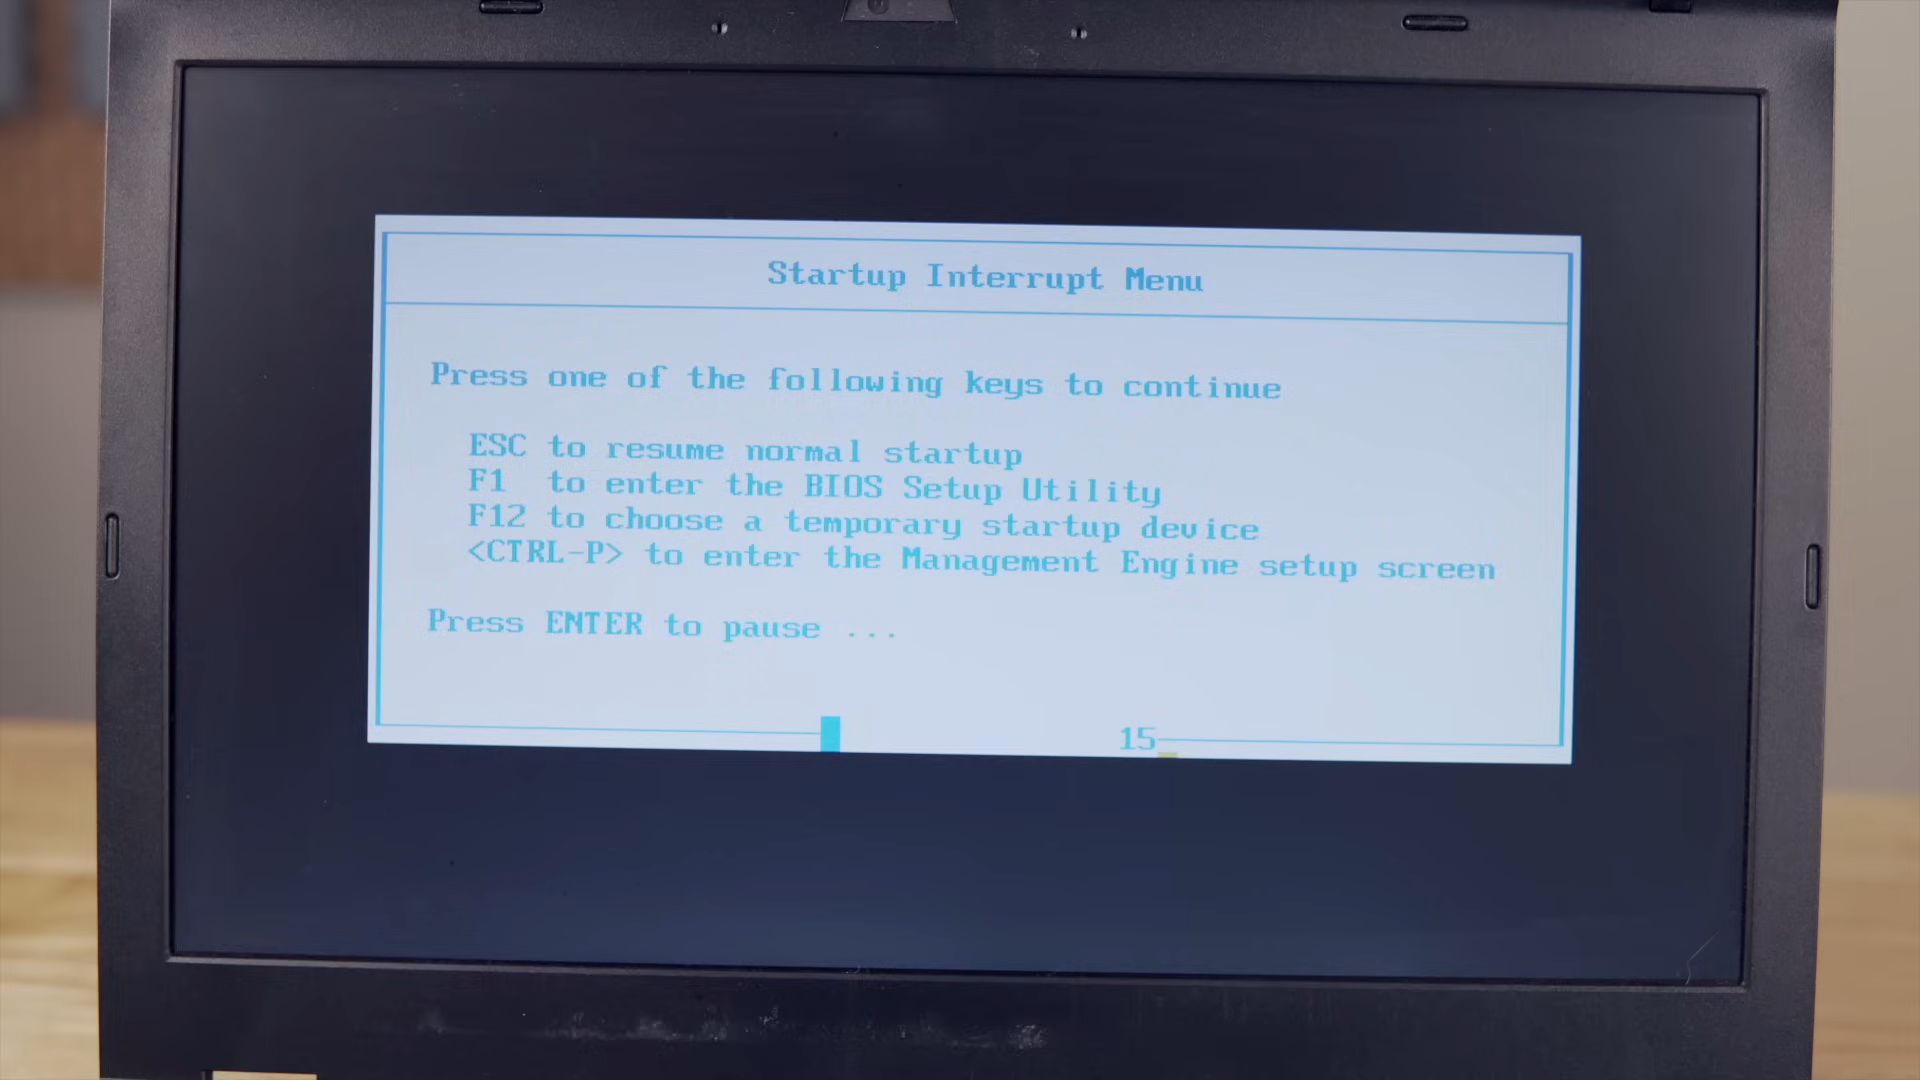 Startup Interrupt Menu
Press one of the following keys to continue
ESC to resume normal startup
F1 to enter the BIOS Setup Utility
F12 to choose a temporary startup device
<CTRL-P> to enter the Management Engine setup screen
Press ENTER to pause ...
15